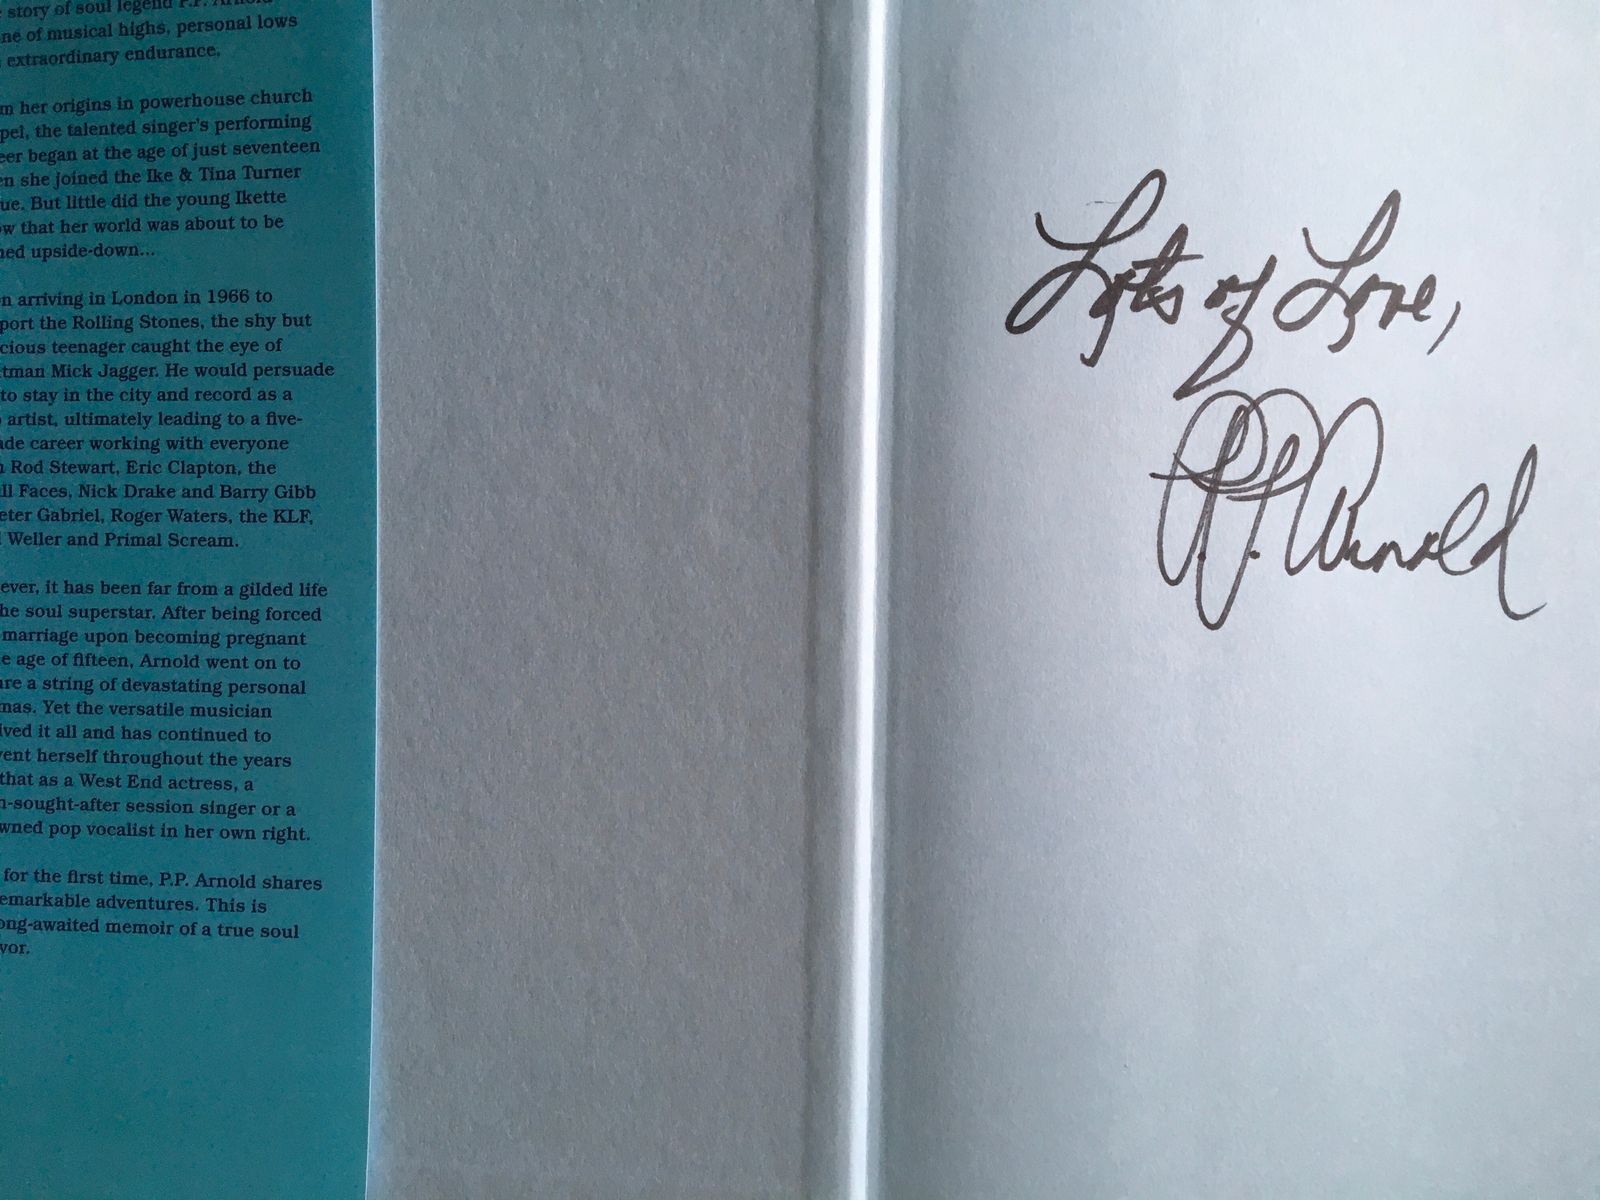 story of soul legend P.P. Arnold
ne of musical highs, personal lows
extraordinary endurance.
m her origins in powerhouse church
pel, the talented singer's performing
eer began at the age of just seventeen
en she joined the Ike & Tina Turner
ue. But little did the young Ikette
ow that her world was about to be
ned upside-down...
n arriving in London in 1966 to
port the Rolling Stones, the shy but
cious teenager caught the eye of
tman Mick Jagger. He would persuade
to stay in the city and record as a
artist, ultimately leading to a five-
ade career working with everyone
Rod Stewart, Eric Clapton, the
ll Faces, Nick Drake and Barry Gibb
eter Gabriel, Roger Waters, the KLF,
Weller and Primal Scream.
ever, it has been far from a gilded life
he soul superstar. After being forced
marriage upon becoming pregnant
e age of fifteen, Arnold went on to
ure a string of devastating personal
mas. Yet the versatile musician
ived it all and has continued to
vent herself throughout the years
that as a West End actress, a
h-sought-after session singer or a
wned pop vocalist in her own right.
for the first time, P.P. Arnold shares
emarkable adventures. This is
ong-awaited memoir of a true soul
vor.
Lots of Love,
P.P. Arnold